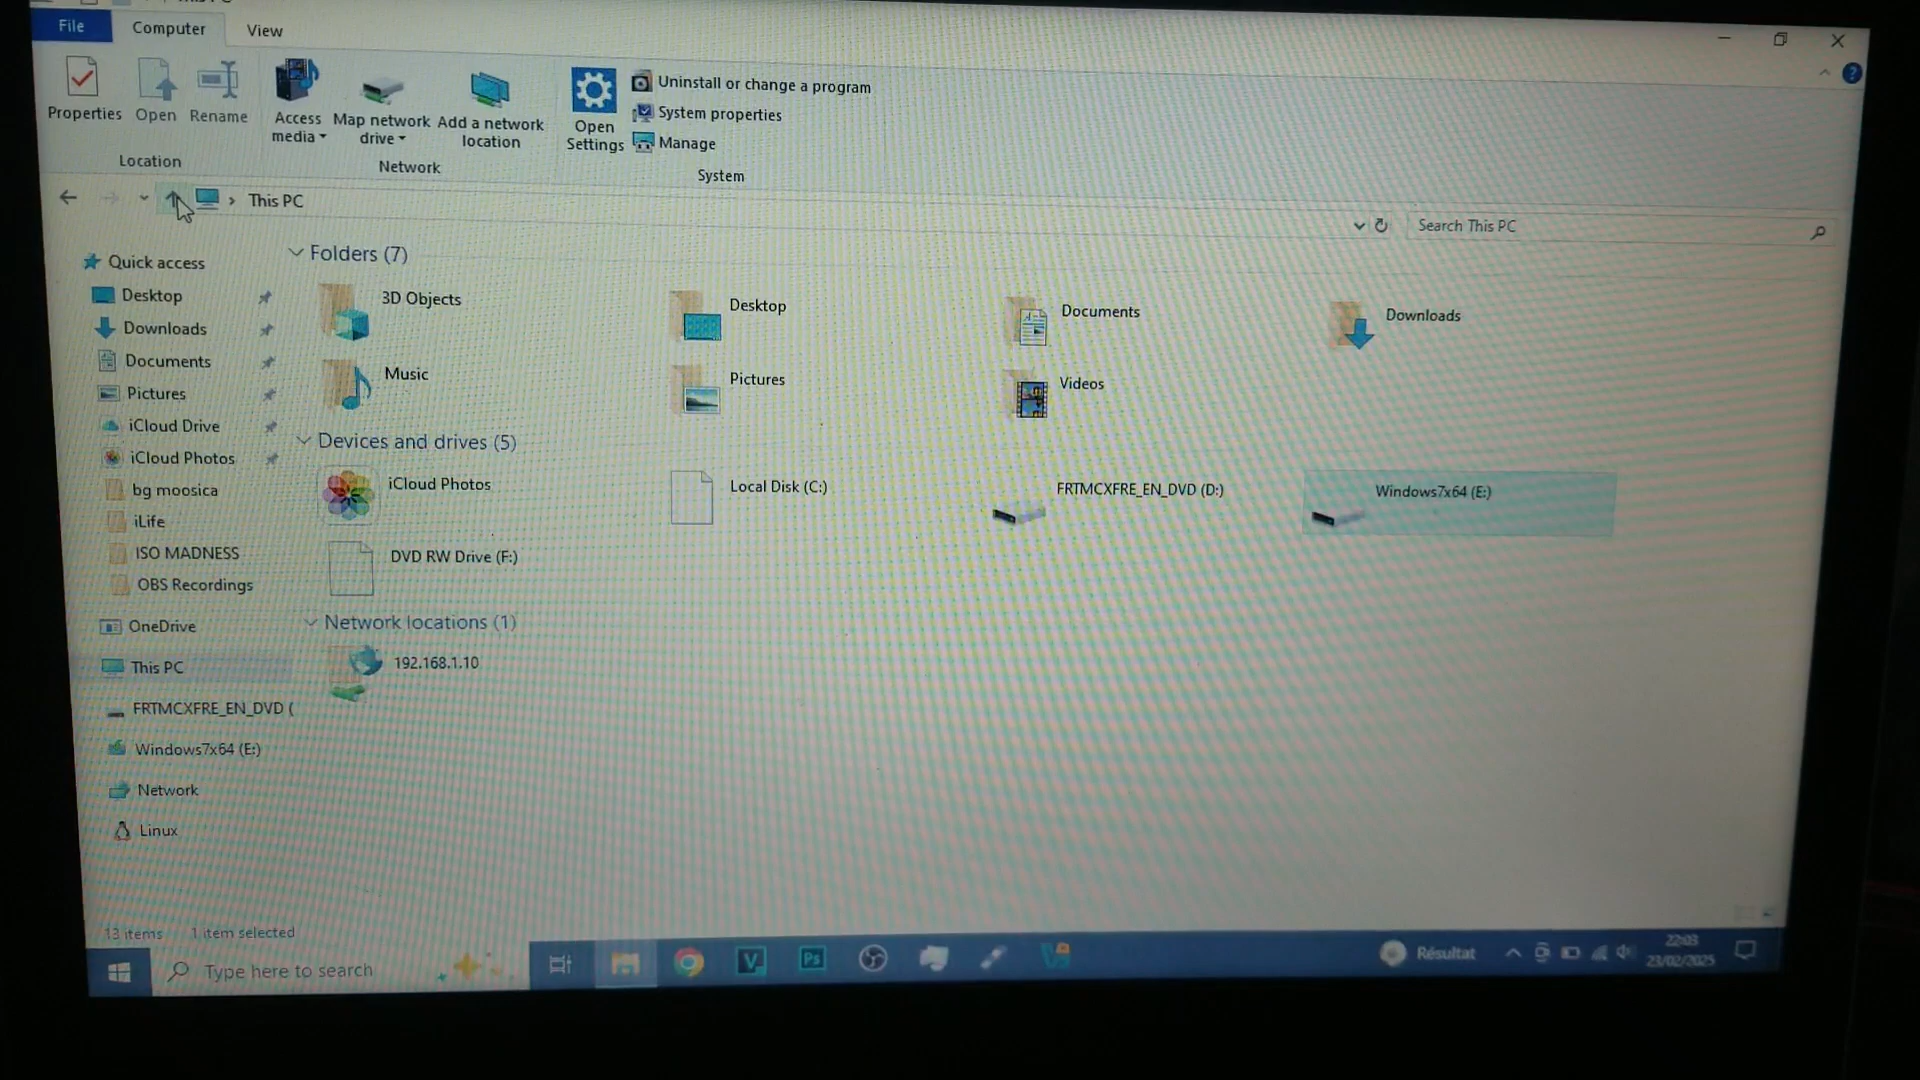 File
Computer
View
Properties
Open
Rename
Access
media
Map network
drive
Add a network
location
Open
Settings
Uninstall or change a program
System properties
Manage
Location
Network
System
This PC
Search This PC
Quick access
Desktop
Downloads
Documents
Pictures
iCloud Drive
iCloud Photos
bg moosica
iLife
ISO MADNESS
OBS Recordings
OneDrive
This PC
FRTMCXFRE_EN_DVD (
Windows7x64 (E:)
Network
Linux
Folders (7)
3D Objects
Desktop
Documents
Downloads
Music
Pictures
Videos
Devices and drives (5)
iCloud Photos
Local Disk (C:)
FRTMCXFRE_EN_DVD (D:)
Windows7x64 (E:)
DVD RW Drive (F:)
Network locations (1)
192.168.1.10
13 items
1 item selected
Type here to search
Ps
Résultat
22:03
23/02/2025